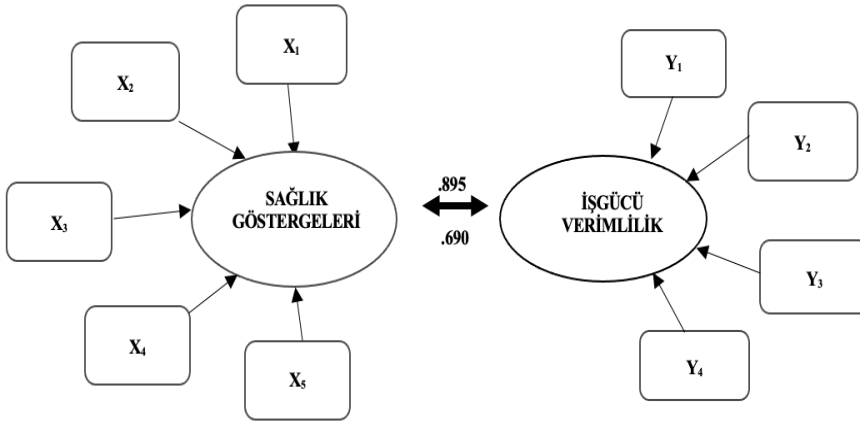 X₁
X₂
X₃
X₄
X₅
SAĞLIK
GÖSTERGELERİ
.895
.690
İŞGÜCÜ
VERİMLİLİK
Y₁
Y₂
Y₃
Y₄